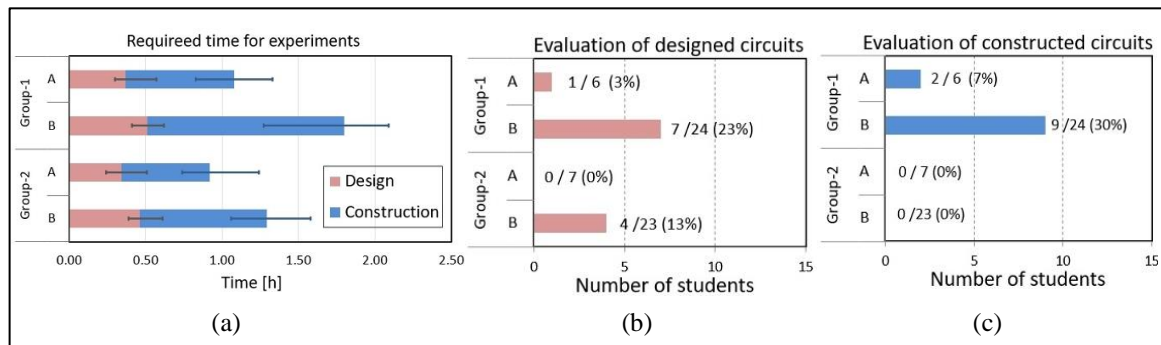 Requireed time for experiments
Group-1
A
B
Group-2
A
B
Design
Construction
0.00 0.50 1.00 1.50 2.00 2.50
Time [h]
(a)
Evaluation of designed circuits
Group-1
A
1 / 6 (3%)
B
7 /24 (23%)
Group-2
A
0 / 7 (0%)
B
4 /23 (13%)
0 5 10 15
Number of students
(b)
Evaluation of constructed circuits
Group-1
A
2 / 6 (7%)
B
9 /24 (30%)
Group-2
A
0 / 7 (0%)
B
0 /23 (0%)
0 5 10 15
Number of students
(c)